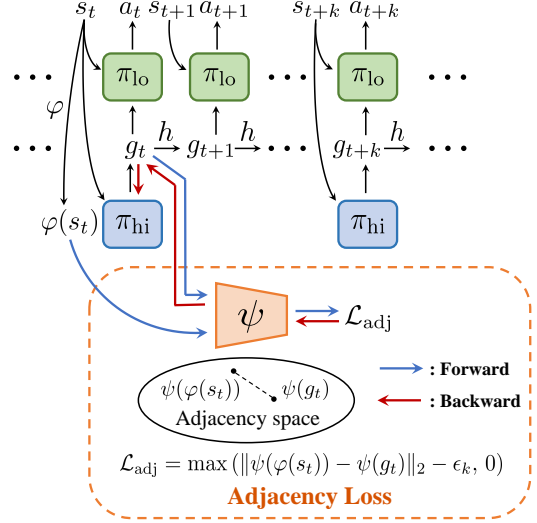 s_t a_t s_{t+1} a_{t+1} s_{t+k} a_{t+k}
··· π_lo π_lo ··· π_lo ···
φ
··· g_t h g_{t+1} h ··· g_{t+k} h ···
φ(s_t) π_hi π_hi
ψ L_adj
ψ(φ(s_t)) ψ(g_t)
Adjacency space
: Forward
: Backward
L_adj = max (‖ψ(φ(s_t)) − ψ(g_t)‖_2 − ϵ_k, 0)
Adjacency Loss